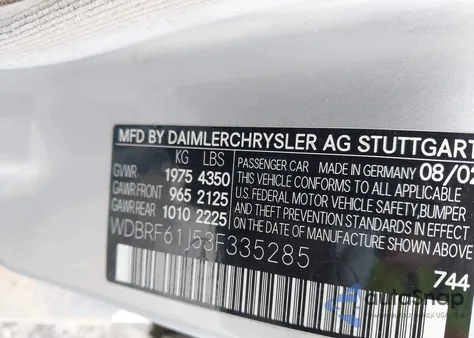 MFD BY DAIMLERCHRYSLER AG STUTTGART
KG LBS
GVWR 1975 4350
GAWR FRONT 965 2125
GAWR REAR 1010 2225
PASSENGER CAR MADE IN GERMANY 08/02
THIS VEHICLE CONFORMS TO ALL APPLICABLE
U.S. FEDERAL MOTOR VEHICLE SAFETY, BUMPER
AND THEFT PREVENTION STANDARDS IN EFFECT ON
THE DATE OF MANUFACTURE SHOWN ABOVE
WDBRF61J53F335285
744
autoSnap